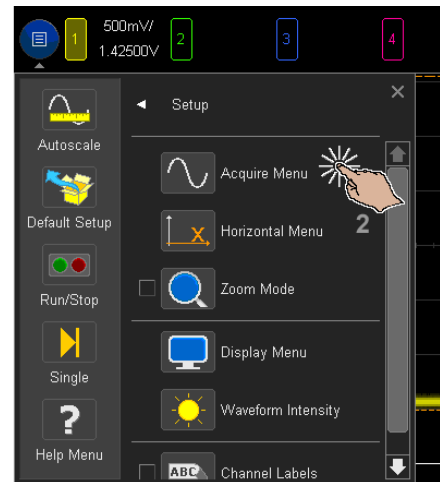 1
500mV/
1.42500V
2
3
4
Setup
Autoscale
Acquire Menu
Default Setup
2
Horizontal Menu
Run/Stop
Zoom Mode
Single
Display Menu
? 
Waveform Intensity
Help Menu
ABC
Channel Labels